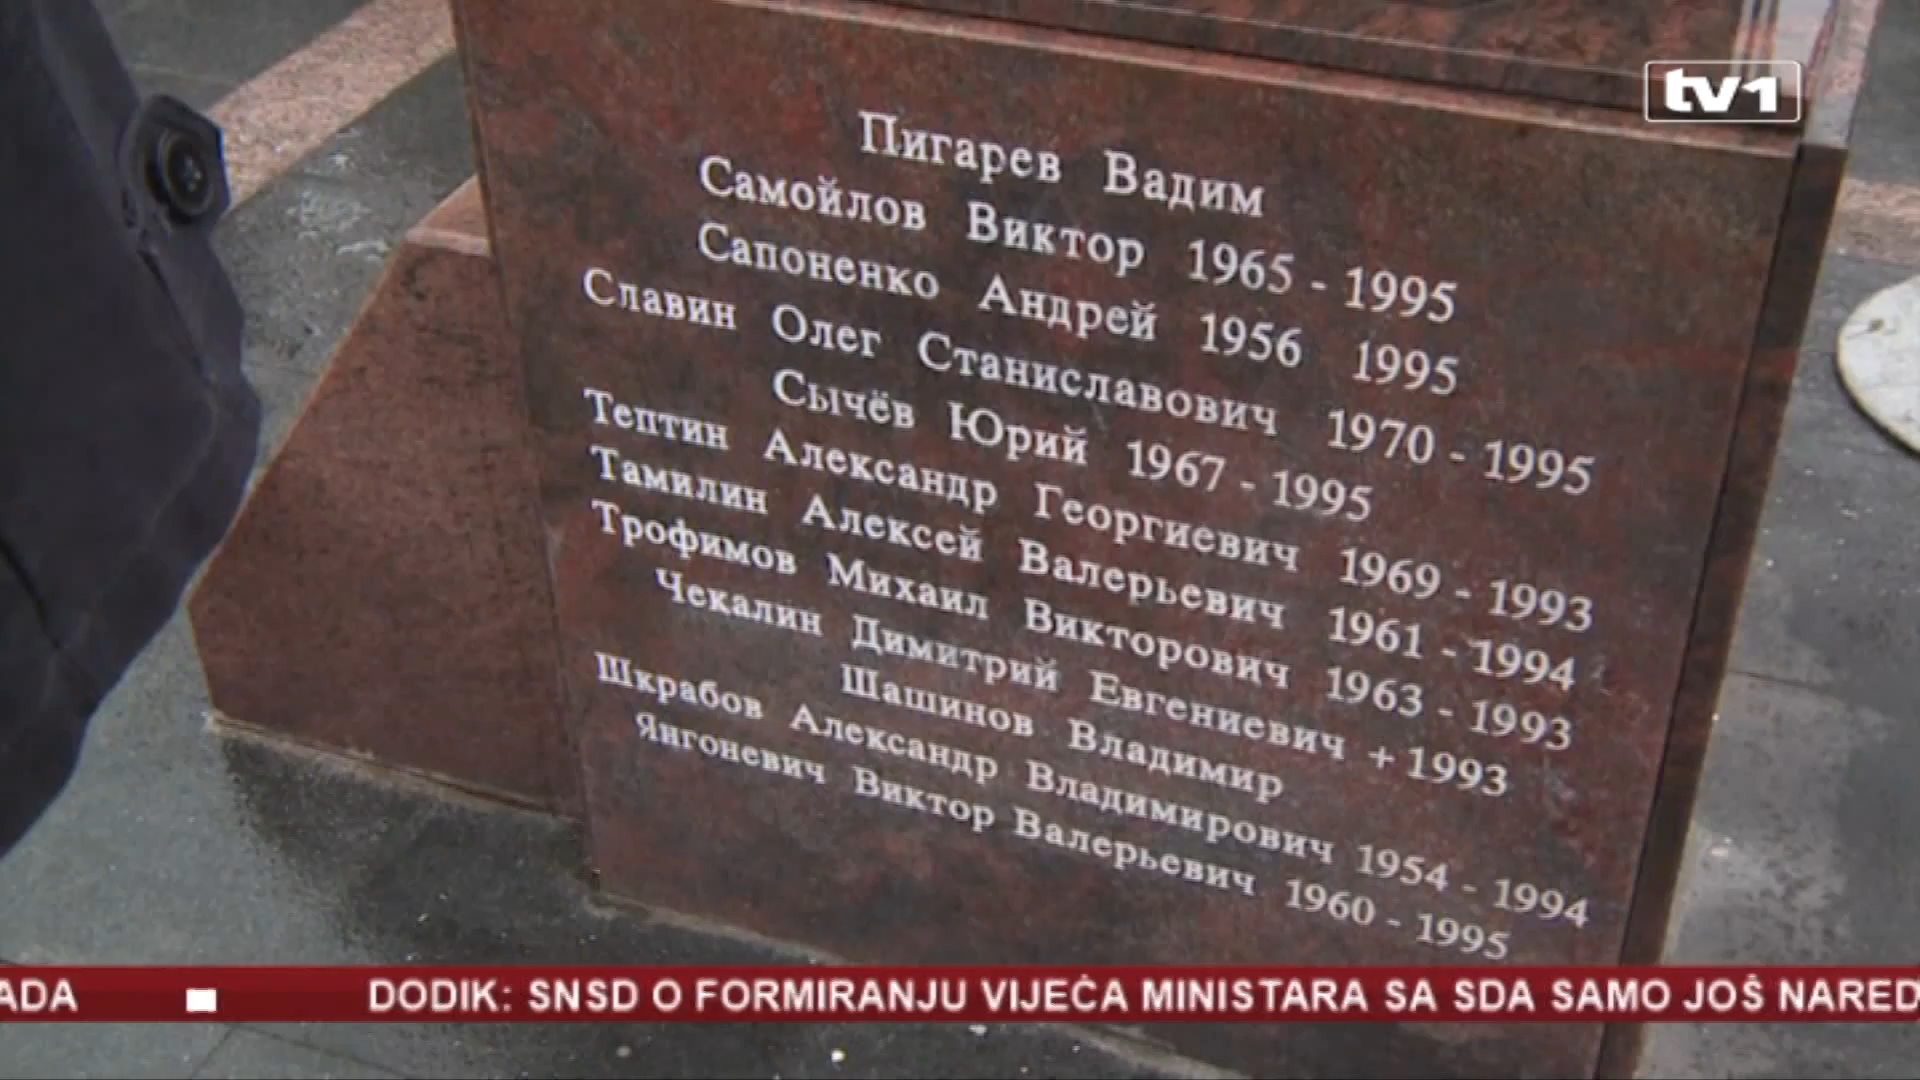 tv1
Пигарев Вадим
Самойлов Виктор 1965 - 1995
Сапоненко Андрей 1956 1995
Славин Олег Станиславович 1970 - 1995
Сычёв Юрий 1967 - 1995
Тептин Александр Георгиевич 1969 - 1993
Тамилин Алексей Валерьевич 1961 - 1994
Трофимов Михаил Викторович 1963 - 1993
Чекалин Димитрий Евгениевич + 1993
Шашинов Владимир
Шкрабов Александр Владимирович 1954 - 1994
Янгоневич Виктор Валерьевич 1960 - 1995
ADA ■ DODIK: SNSD O FORMIRANJU VIJEĆA MINISTARA SA SDA SAMO JOŠ NARED